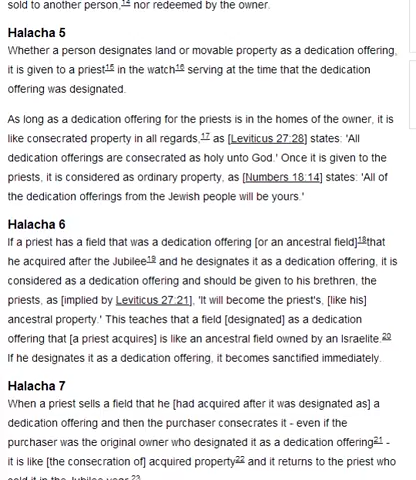 sold to another person,14 nor redeemed by the owner.
Halacha 5
Whether a person designates land or movable property as a dedication offering,
it is given to a priest15 in the watch16 serving at the time that the dedication
offering was designated.
As long as a dedication offering for the priests is in the homes of the owner, it is
like consecrated property in all regards,17 as [Leviticus 27:28] states: 'All
dedication offerings are consecrated as holy unto God.' Once it is given to the
priests, it is considered as ordinary property, as [Numbers 18:14] states: 'All of
the dedication offerings from the Jewish people will be yours.'
Halacha 6
If a priest has a field that was a dedication offering [or an ancestral field]18that
he acquired after the Jubilee19 and he designates it as a dedication offering, it is
considered as a dedication offering and should be given to his brethren, the
priests, as [implied by Leviticus 27:21], 'It will become the priest's, [like his]
ancestral property.' This teaches that a field [designated] as a dedication
offering that [a priest acquires] is like an ancestral field owned by an Israelite.20
If he designates it as a dedication offering, it becomes sanctified immediately.
Halacha 7
When a priest sells a field that he [had acquired after it was designated as] a
dedication offering and then the purchaser consecrates it - even if the
purchaser was the original owner who designated it as a dedication offering21 -
it is like [the consecration of] acquired property22 and it returns to the priest who
sold it in the Jubilee year.23